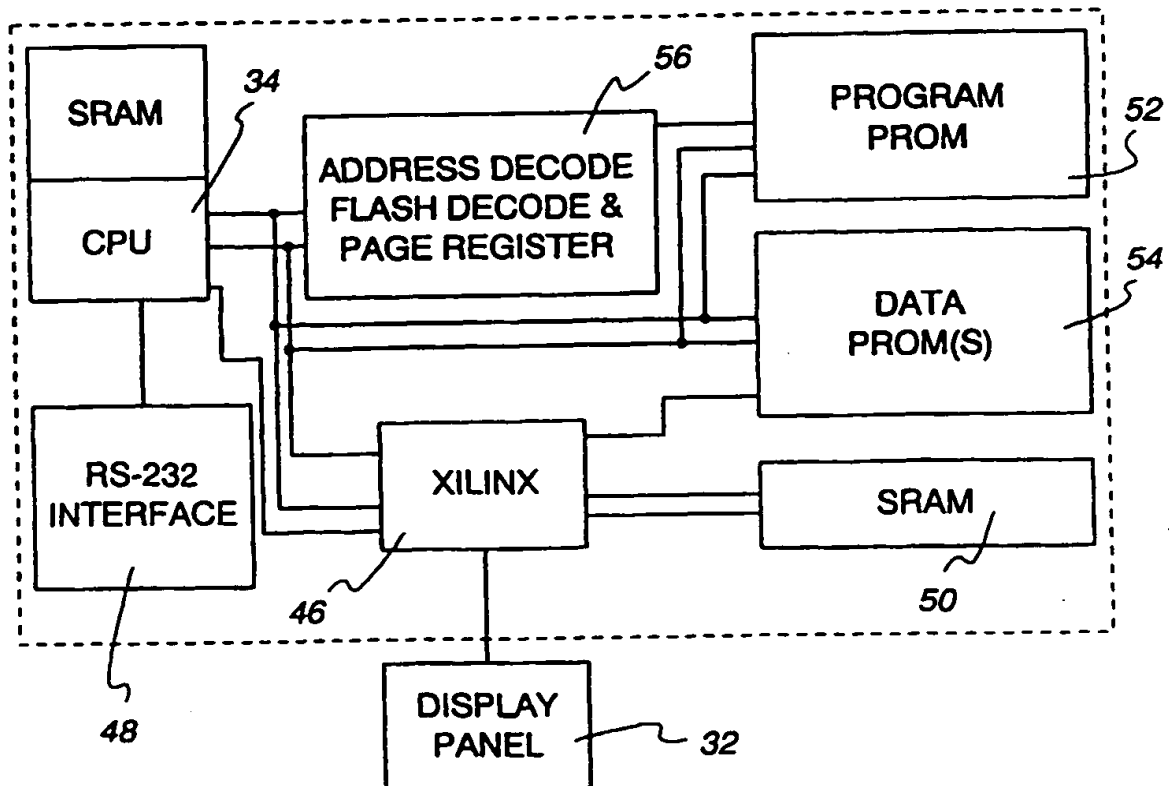 SRAM
34
CPU
56
ADDRESS DECODE
FLASH DECODE &
PAGE REGISTER
PROGRAM
PROM
52
DATA
PROM(S)
54
RS-232
INTERFACE
48
XILINX
46
SRAM
50
DISPLAY
PANEL
32